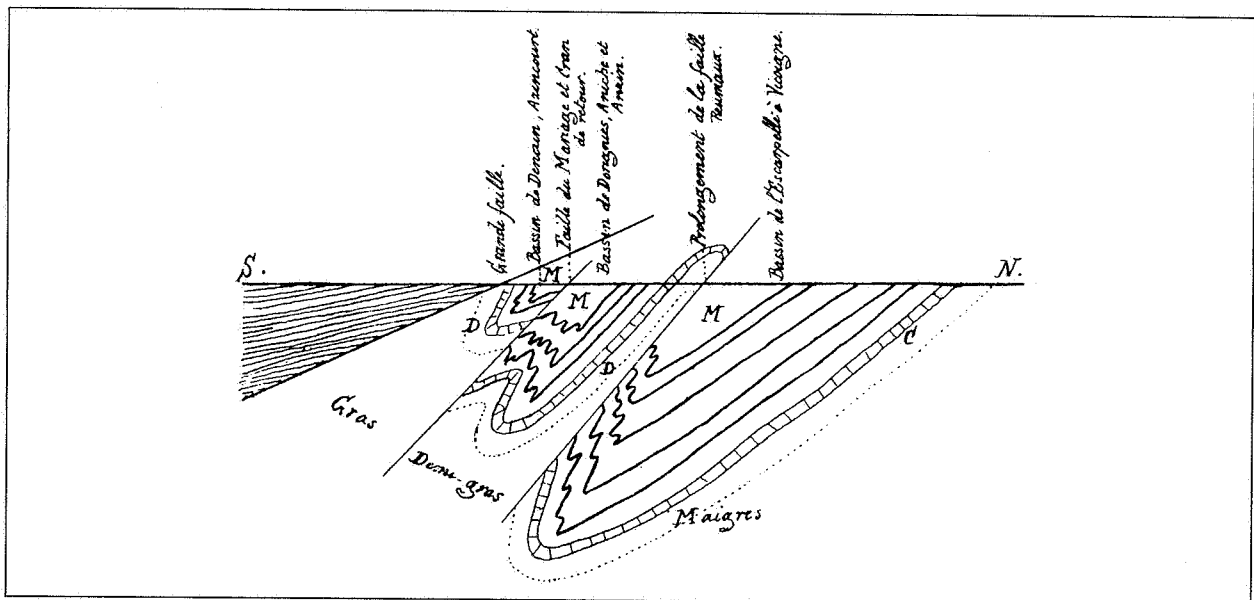 Grande faille.
Bassin de Denain, Azincourt.
Faille du Mariage et Cran
de retour.
Bassin de Dorignies, Aniche et
Anzin.
Prolongement de la faille
Reumaux.
Bassin de l'Escarpelle à Vicoigne.
S.
N.
M
M
M
D
D
C
Gras
Demi-gras
Maigres